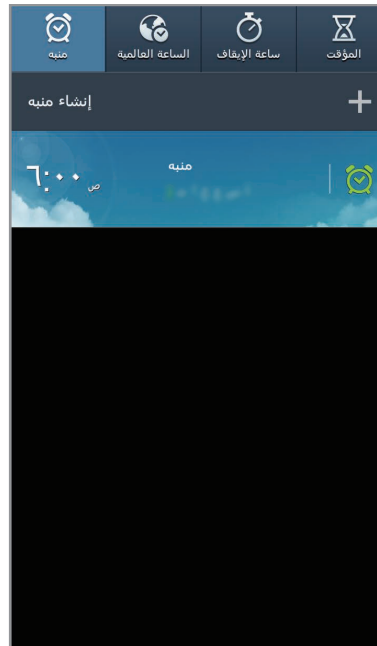 منبه
الساعة العالمية
ساعة الإيقاف
المؤقت
إنشاء منبه
٦:٠٠ ص
منبه